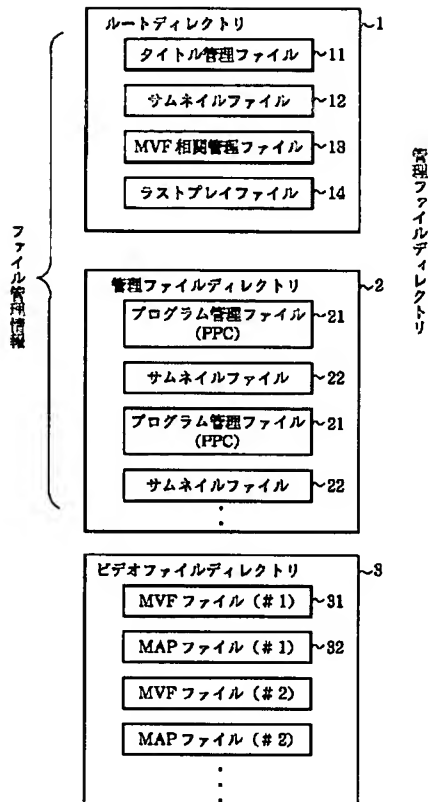 ルートディレクトリ ~1
タイトル管理ファイル ~11
サムネイルファイル ~12
MVF相関管理ファイル ~13
ラストプレイファイル ~14
ファイル管理情報
管理ファイルディレクトリ
管理ファイルディレクトリ ~2
プログラム管理ファイル ~21
(PPC)
サムネイルファイル ~22
プログラム管理ファイル ~21
(PPC)
サムネイルファイル ~22
ビデオファイルディレクトリ ~3
MVFファイル(#1) ~31
MAPファイル(#1) ~32
MVFファイル(#2)
MAPファイル(#2)